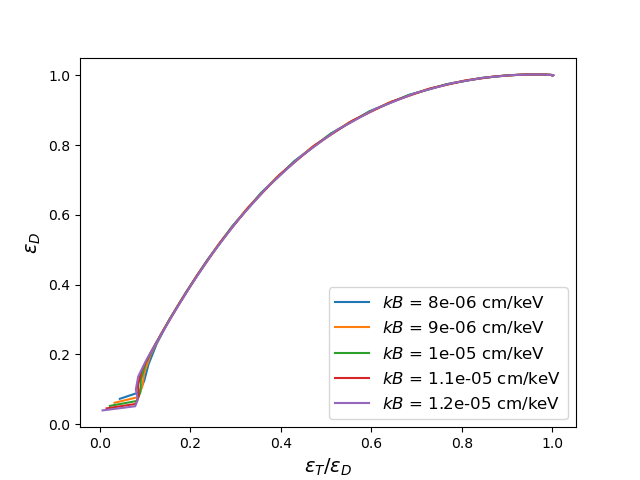 1.0
0.8
0.6
0.4
0.2
0.0
ε_D
kB = 8e-06 cm/keV
kB = 9e-06 cm/keV
kB = 1e-05 cm/keV
kB = 1.1e-05 cm/keV
kB = 1.2e-05 cm/keV
0.0 0.2 0.4 0.6 0.8 1.0
ε_T/ε_D